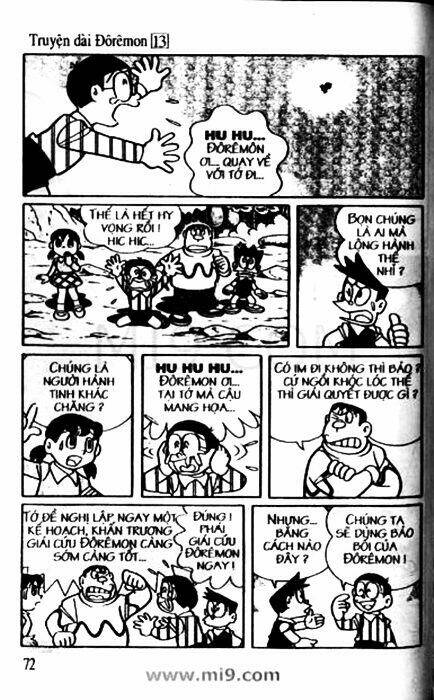 Truyện dài Đôrêmon [13]
HU HU...
ĐÔRÊMÔN
ƠI... QUAY VỀ
VỚI TỚ ĐI...
THẾ LÀ HẾT HY
VỌNG RỒI !
HIC HIC...
BỌN CHÚNG
LÀ AI MÀ
LỘNG HÀNH
THẾ
NHỈ ?
CHÚNG LÀ
NGƯỜI HÀNH
TINH KHÁC
CHĂNG ?
HU HU HU...
ĐÔRÊMON ƠI...
TẠI TỚ MÀ CẬU
MANG HỌA...
CÓ IM ĐI KHÔNG THÌ BẢO ?
CỨ NGỒI KHÓC LÓC THẾ
THÌ GIẢI QUYẾT ĐƯỢC GÌ ?
TỚ ĐỀ NGHỊ LẬP NGAY MỘT
KẾ HOẠCH, KHẨN TRƯƠNG
GIẢI CỨU ĐÔRÊMON CÀNG
SỚM CÀNG TỐT...
ĐÚNG !
PHẢI
GIẢI CỨU
ĐÔRÊMON
NGAY !
NHƯNG...
BẰNG
CÁCH NÀO
ĐÂY ?
CHÚNG TA
SẼ DÙNG BẢO
BỐI CỦA
ĐÔRÊMON !
72
www.mi9.com